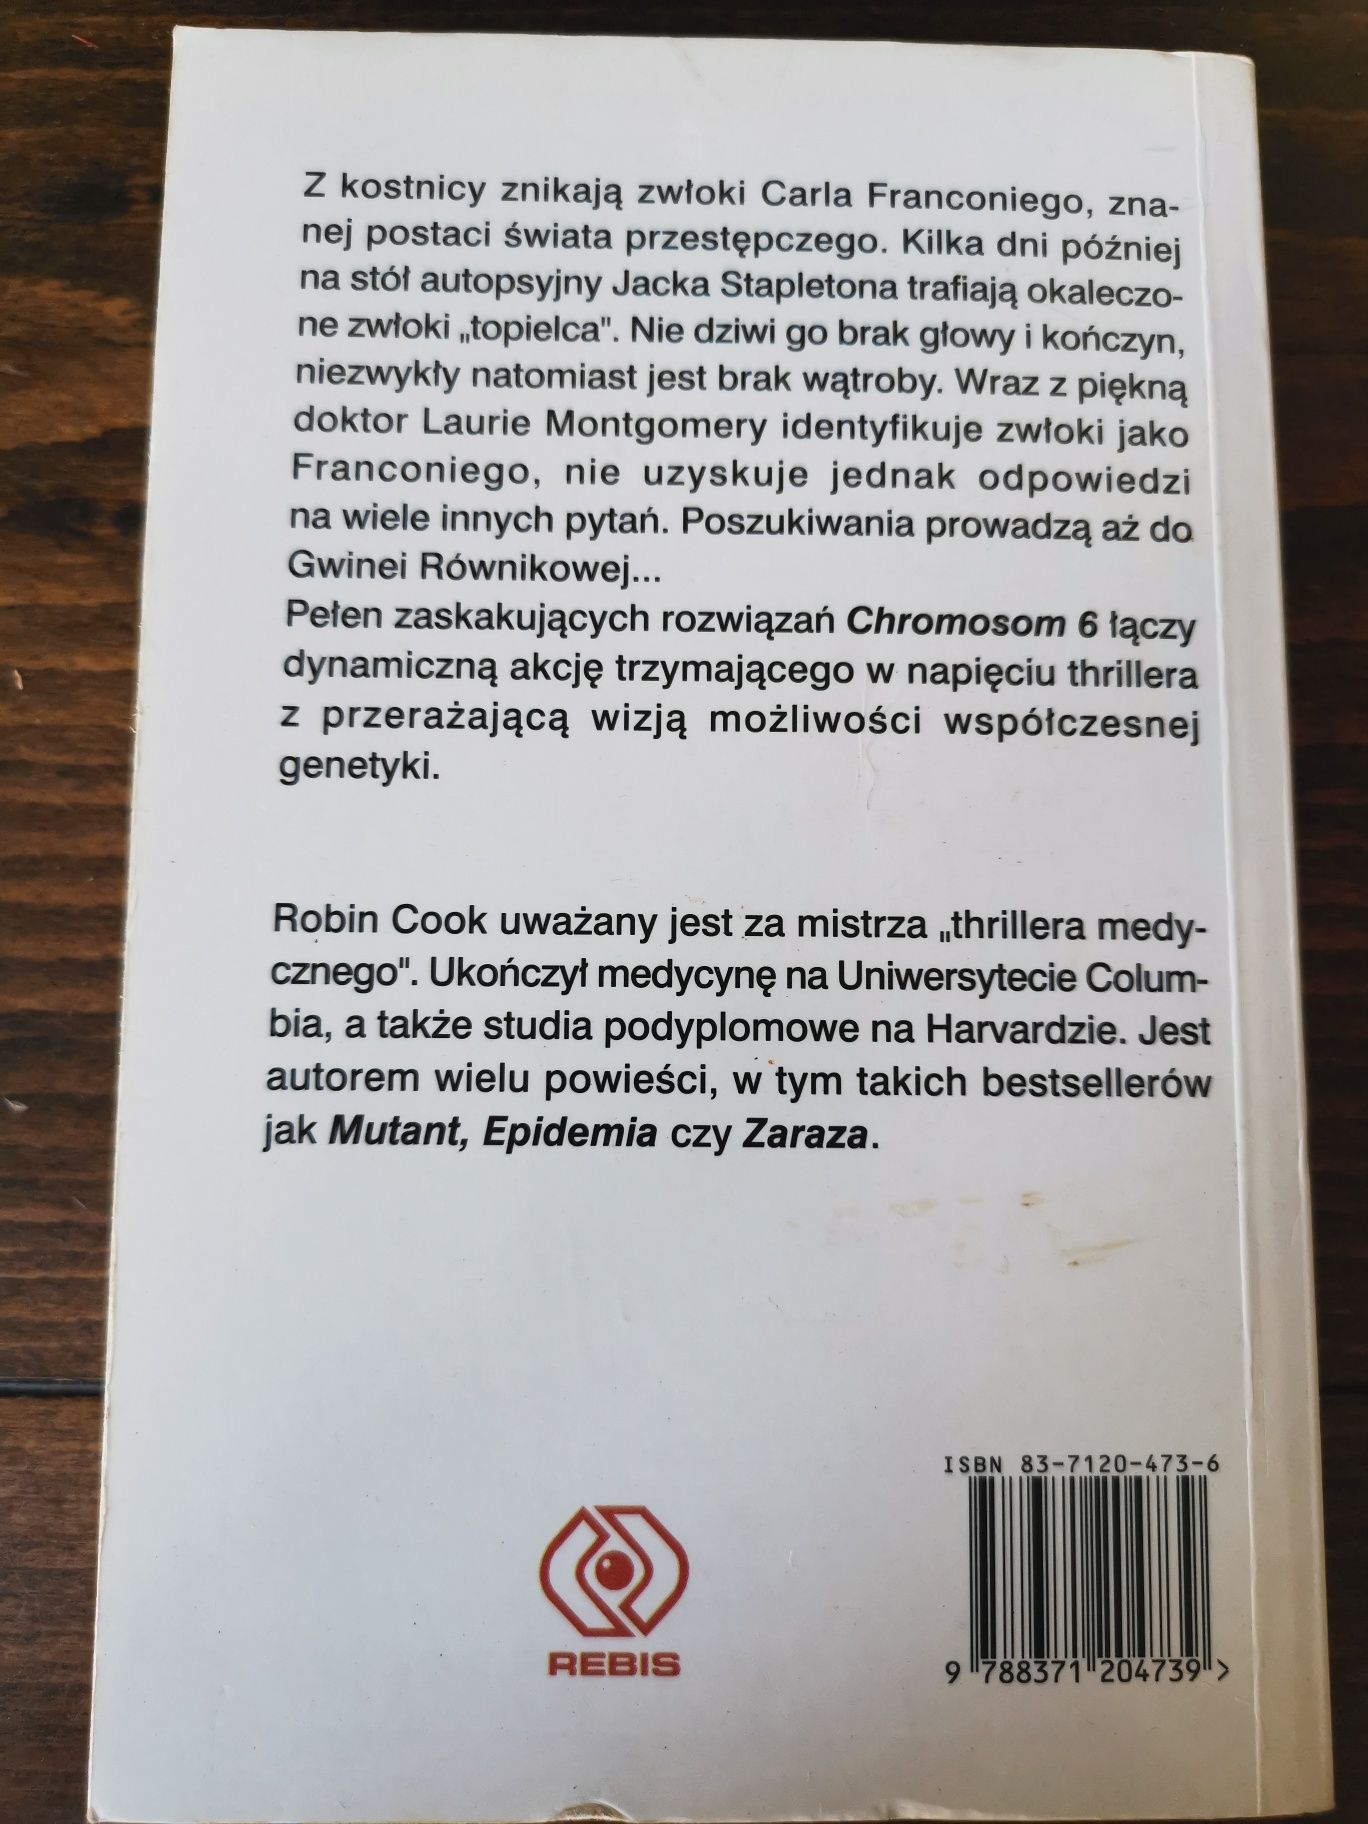 Z kostnicy znikają zwłoki Carla Franconiego, zna-
nej postaci świata przestępczego. Kilka dni później
na stół autopsyjny Jacka Stapletona trafiają okaleczo-
ne zwłoki „topielca". Nie dziwi go brak głowy i kończyn,
niezwykły natomiast jest brak wątroby. Wraz z piękną
doktor Laurie Montgomery identyfikuje zwłoki jako
Franconiego, nie uzyskuje jednak odpowiedzi
na wiele innych pytań. Poszukiwania prowadzą aż do
Gwinei Równikowej...
Pełen zaskakujących rozwiązań Chromosom 6 łączy
dynamiczną akcję trzymającego w napięciu thrillera
z przerażającą wizją możliwości współczesnej
genetyki.
Robin Cook uważany jest za mistrza „thrillera medy-
cznego". Ukończył medycynę na Uniwersytecie Colum-
bia, a także studia podyplomowe na Harvardzie. Jest
autorem wielu powieści, w tym takich bestsellerów
jak Mutant, Epidemia czy Zaraza.
ISBN 83-7120-473-6
REBIS
9 788371 204739 >